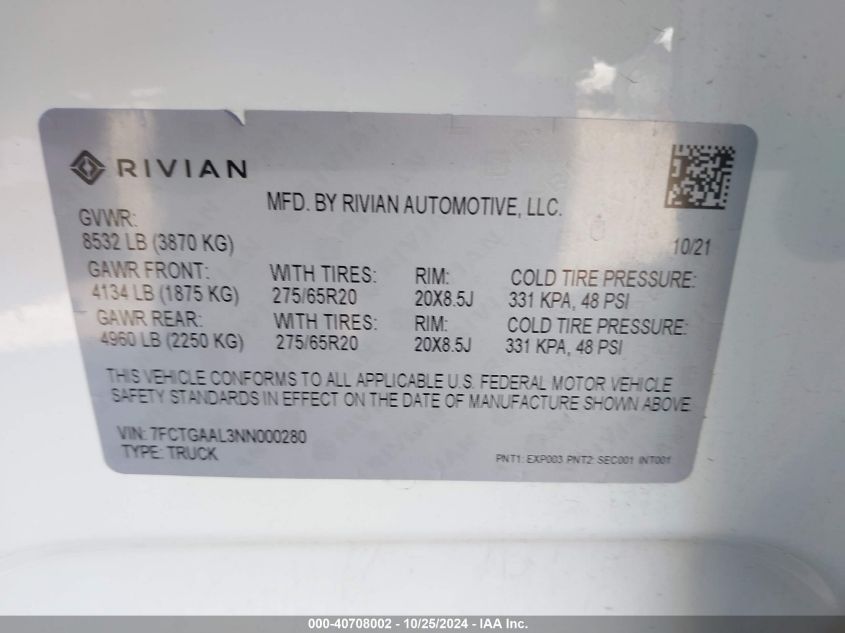 RIVIAN
MFD. BY RIVIAN AUTOMOTIVE, LLC.
GVWR:
8532 LB (3870 KG)
10/21
GAWR FRONT: WITH TIRES: RIM: COLD TIRE PRESSURE:
4134 LB (1875 KG) 275/65R20 20X8.5J 331 KPA, 48 PSI
GAWR REAR: WITH TIRES: RIM: COLD TIRE PRESSURE:
4960 LB (2250 KG) 275/65R20 20X8.5J 331 KPA, 48 PSI
THIS VEHICLE CONFORMS TO ALL APPLICABLE U.S. FEDERAL MOTOR VEHICLE
SAFETY STANDARDS IN EFFECT ON THE DATE OF MANUFACTURE SHOWN ABOVE.
VIN: 7FCTGAAL3NN000280
TYPE: TRUCK
PNT1: EXP003 PNT2: SEC001 INT001
000-40708002 - 10/25/2024 - IAA Inc.